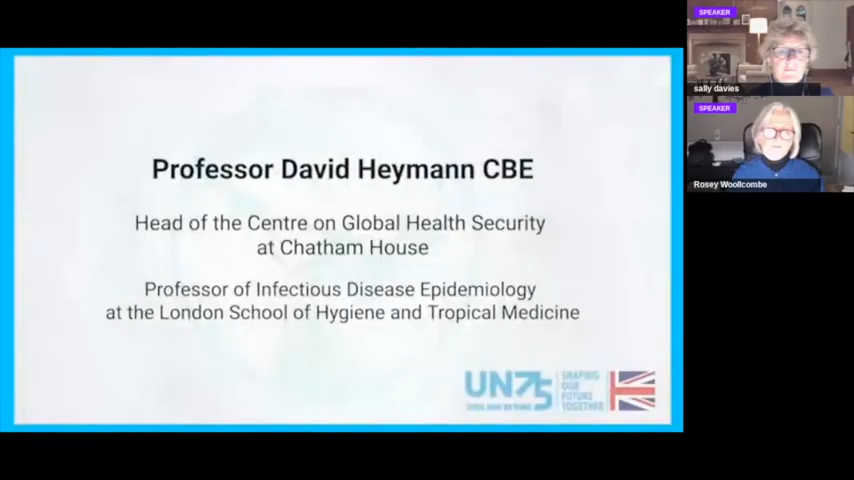 Professor David Heymann CBE
Head of the Centre on Global Health Security
at Chatham House
Professor of Infectious Disease Epidemiology
at the London School of Hygiene and Tropical Medicine
UN75
SHAPING
OUR
FUTURE
TOGETHER
SPEAKER
sally davies
SPEAKER
Rosey Woollcombe